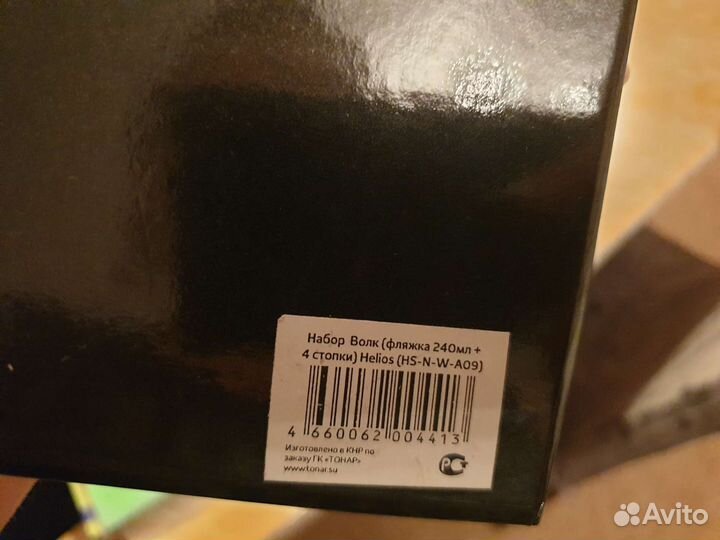 Набор Волк (фляжка 240мл +
4 стопки) Helios (HS-N-W-A09)
4 660062 004413
Изготовлено в КНР по
заказу ГК «ТОНАР»
www.tonar.su
РСТ
Avito